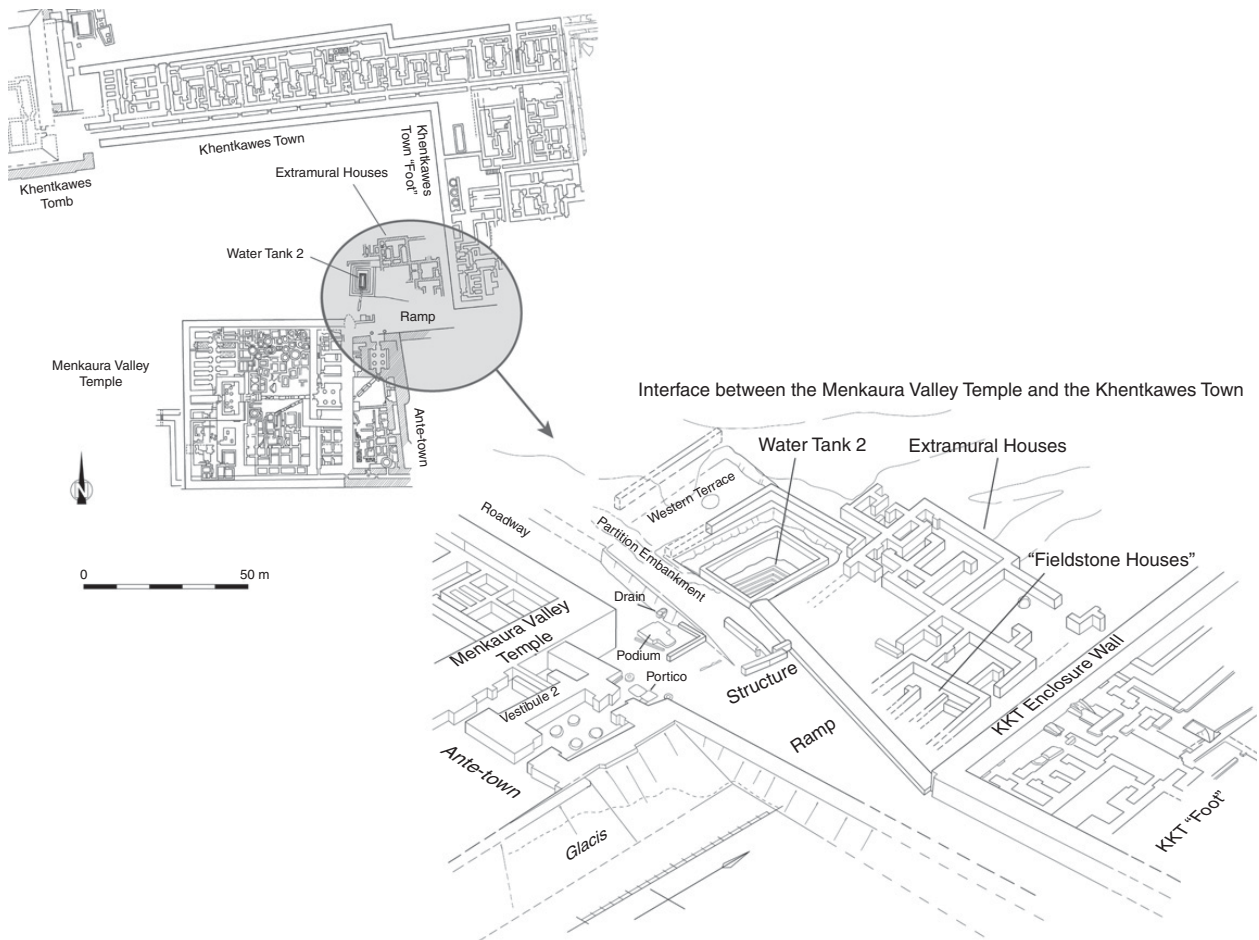 Khentkawes Town
Khentkawes
Town "Foot"
Khentkawes
Tomb
Extramural Houses
Water Tank 2
Ramp
Menkaura Valley
Temple
Ante-town
N
0 50 m
Interface between the Menkaura Valley Temple and the Khentkawes Town
Water Tank 2
Extramural Houses
Western Terrace
Roadway
Partition Embankment
"Fieldstone Houses"
Drain
Menkaura Valley
Temple
Podium
Portico
Structure
KKT Enclosure Wall
Vestibule 2
Ramp
Ante-town
KKT "Foot"
Glacis